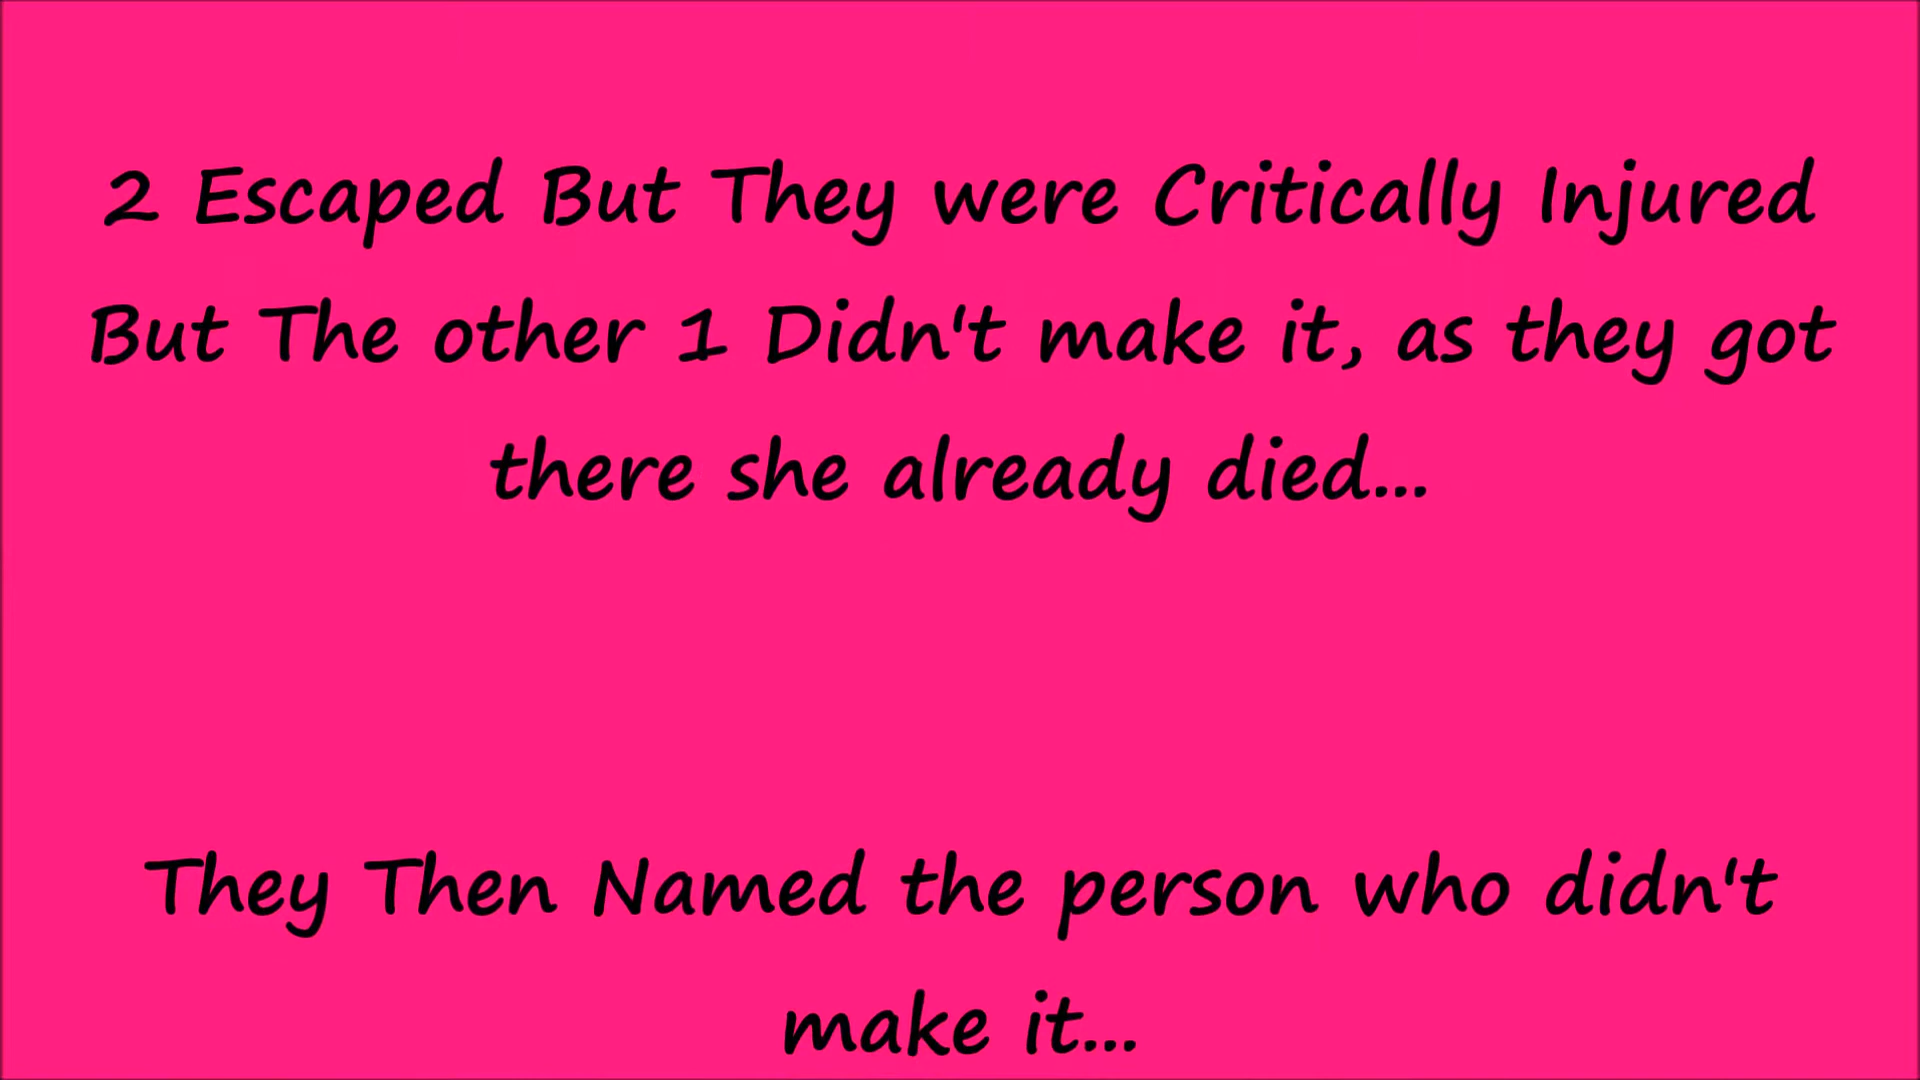 2 Escaped But They were Critically Injured
But The other 1 Didn't make it, as they got
there she already died...
They Then Named the person who didn't
make it...